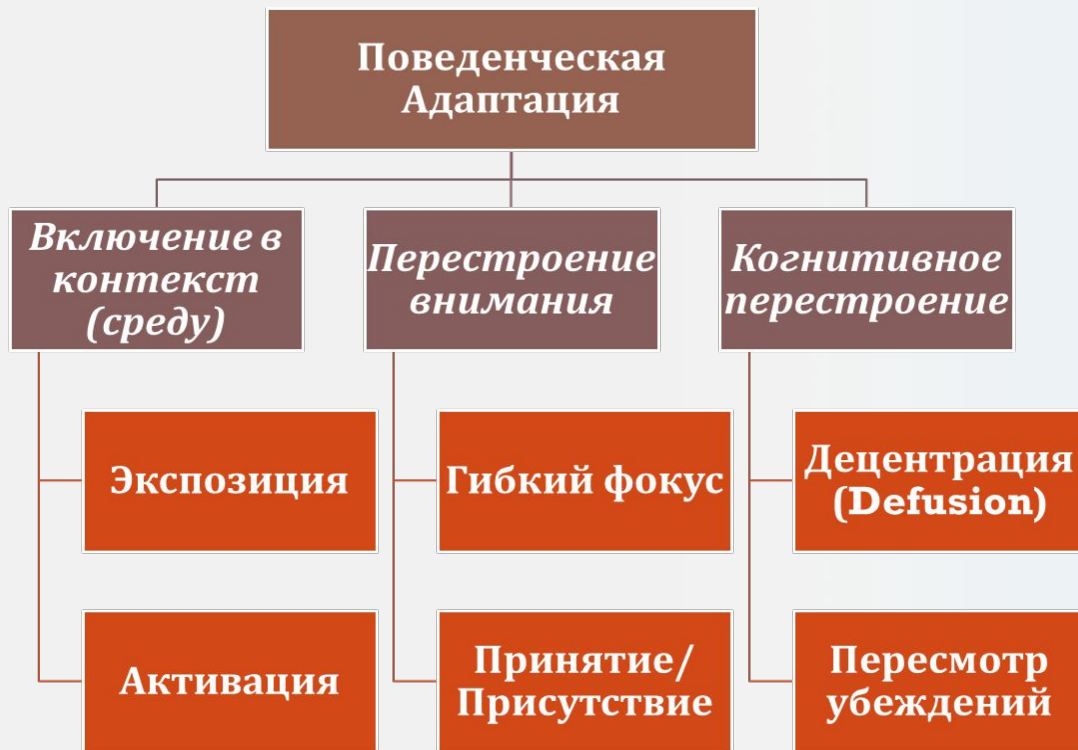 Поведенческая
Адаптация
Включение в
контекст
(среду)
Перестроение
внимания
Когнитивное
перестроение
Экспозиция
Гибкий фокус
Децентрация
(Defusion)
Активация
Принятие/
Присутствие
Пересмотр
убеждений